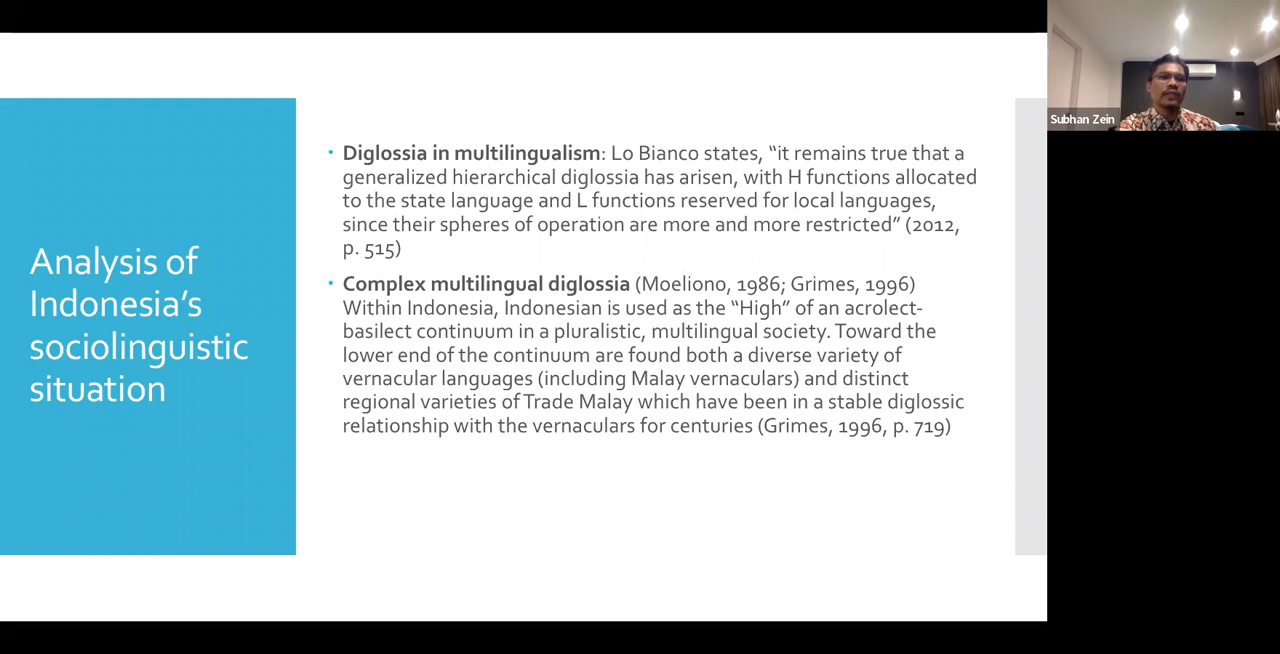 Analysis of
Indonesia’s
sociolinguistic
situation
• Diglossia in multilingualism: Lo Bianco states, “it remains true that a
generalized hierarchical diglossia has arisen, with H functions allocated
to the state language and L functions reserved for local languages,
since their spheres of operation are more and more restricted” (2012,
p. 515)
• Complex multilingual diglossia (Moeliono, 1986; Grimes, 1996)
Within Indonesia, Indonesian is used as the “High” of an acrolect-
basilect continuum in a pluralistic, multilingual society. Toward the
lower end of the continuum are found both a diverse variety of
vernacular languages (including Malay vernaculars) and distinct
regional varieties of Trade Malay which have been in a stable diglossic
relationship with the vernaculars for centuries (Grimes, 1996, p. 719)
Subhan Zein